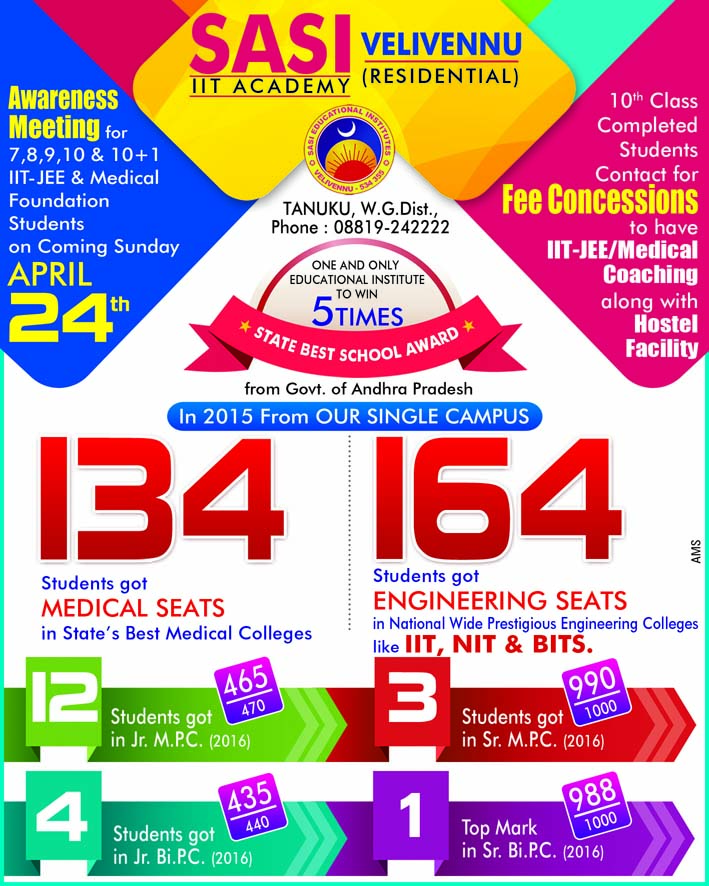 SASI
IIT ACADEMY
VELIVENNU
(RESIDENTIAL)
SASI EDUCATIONAL INSTITUTES
VELIVENNU - 534 355
TANUKU, W.G.Dist.,
Phone : 08819-242222
Awareness
Meeting for
7,8,9,10 & 10+1
IIT-JEE & Medical
Foundation
Students
on Coming Sunday
APRIL
24th
10th Class
Completed
Students
Contact for
Fee Concessions
to have
IIT-JEE/Medical
Coaching
along with
Hostel
Facility
ONE AND ONLY
EDUCATIONAL INSTITUTE
TO WIN
5TIMES
STATE BEST SCHOOL AWARD
from Govt. of Andhra Pradesh
In 2015 From OUR SINGLE CAMPUS
134
Students got
MEDICAL SEATS
in State's Best Medical Colleges
164
Students got
ENGINEERING SEATS
in National Wide Prestigious Engineering Colleges
like IIT, NIT & BITS.
AMS
12
Students got
in Jr. M.P.C. (2016)
465
470
3
Students got
in Sr. M.P.C. (2016)
990
1000
4
Students got
in Jr. Bi.P.C. (2016)
435
440
1
Top Mark
in Sr. Bi.P.C. (2016)
988
1000